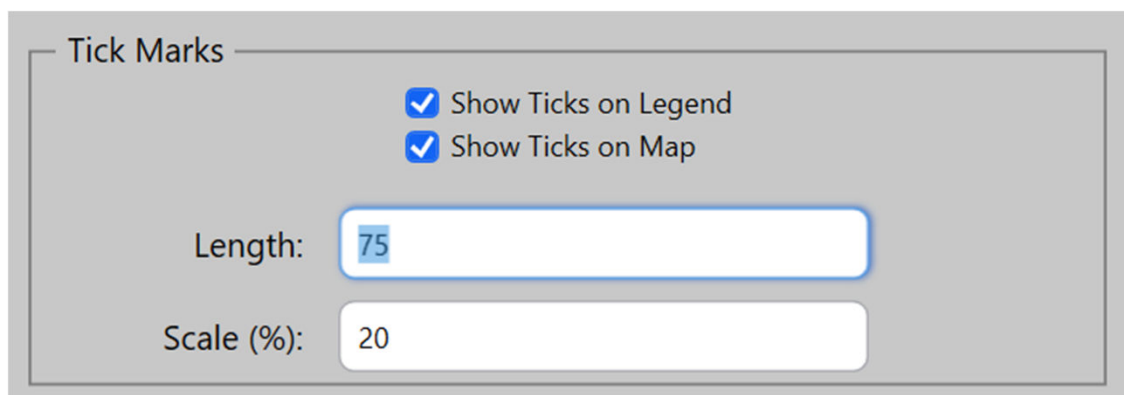 Tick Marks
Show Ticks on Legend
Show Ticks on Map
Length: 75
Scale (%): 20